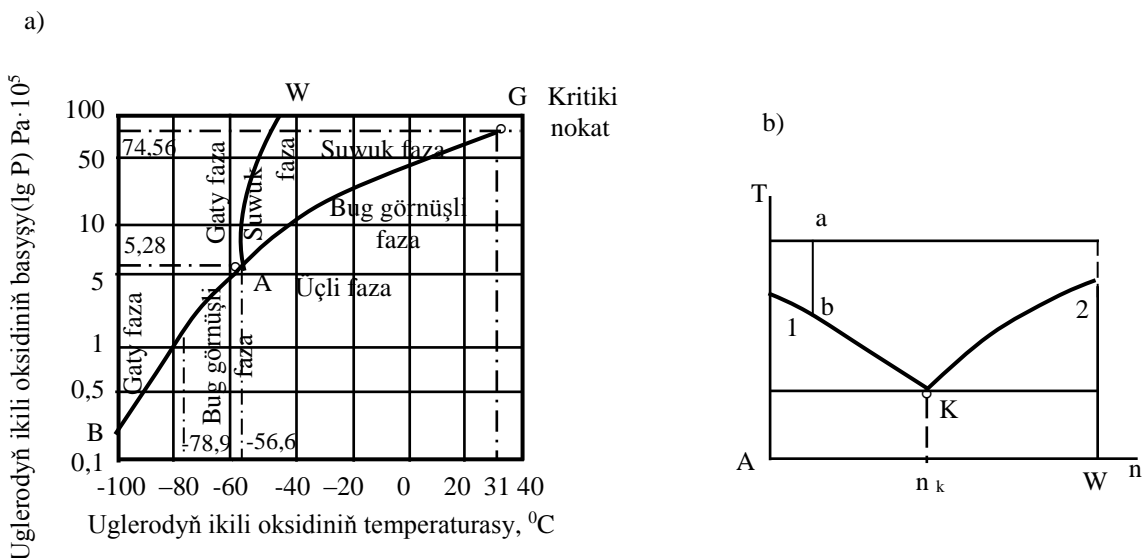 a)
Uglerodyň ikili oksidiniň basyşy(lg P) Pa·10⁵
W
G Kritiki
nokat
100
74,56
50
Gaty faza
Suwuk
faza
Suwuk faza
10
Bug görnüşli
faza
5,28
5
A
Üçli faza
Gaty faza
Bug görnüşli
faza
1
0,5
B
-78,9
-56,6
0,1
-100 –80 –60 -40 –20 0 20 31 40
Uglerodyň ikili oksidiniň temperaturasy, ⁰C
b)
T
a
b
1
2
K
A
n k
W
n